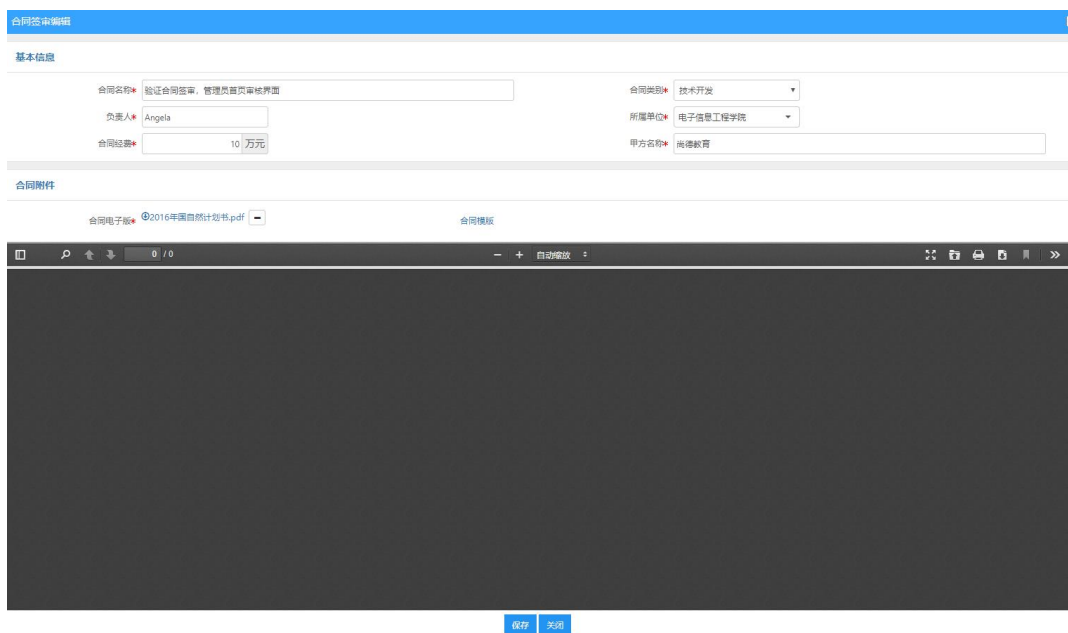 合同签审编辑
基本信息
合同名称* 验证合同签审，管理员首页审核界面 合同类别* 技术开发
负责人* Angela 所属单位* 电子信息工程学院
合同经费* 10 万元 甲方名称* 尚德教育
合同附件
合同电子版* 2016年国自然计划书.pdf 合同模版
0 / 0 自动缩放
保存 关闭